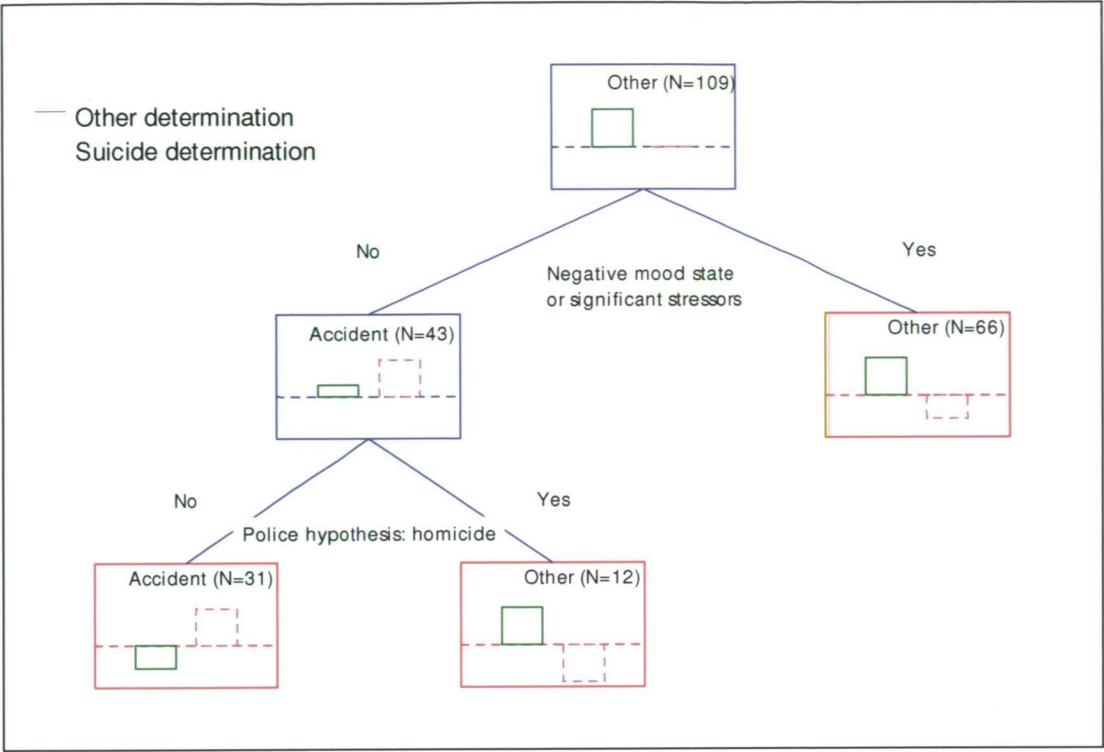 Other (N=109)
Other determination
Suicide determination
No
Yes
Negative mood state
or significant stressors
Accident (N=43)
Other (N=66)
No
Yes
Police hypothesis: homicide
Accident (N=31)
Other (N=12)